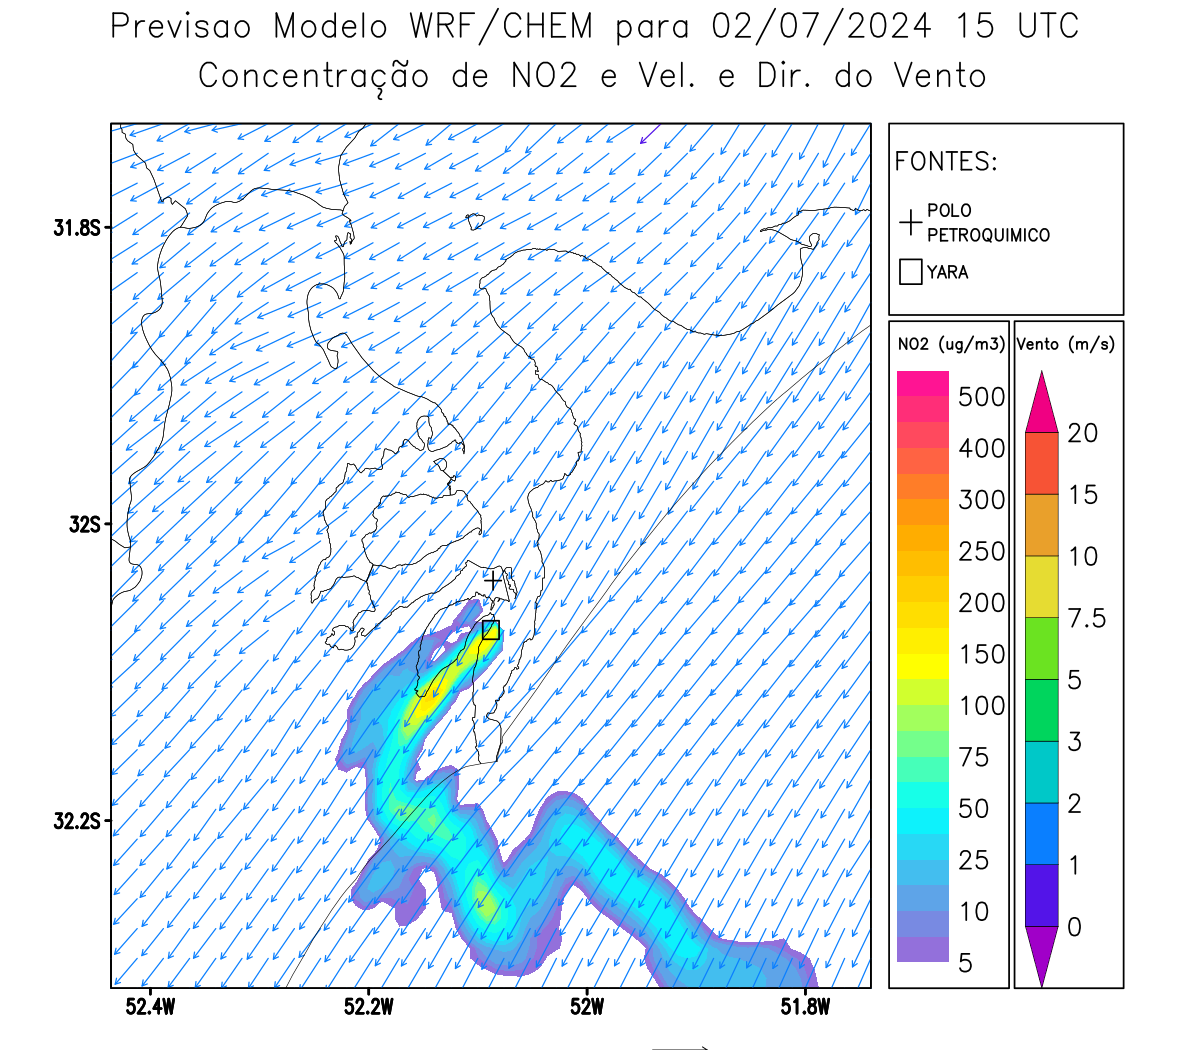 Previsao Modelo WRF/CHEM para 02/07/2024 15 UTC
Concentração de NO2 e Vel. e Dir. do Vento
FONTES:
POLO
PETROQUIMICO
YARA
NO2 (ug/m3)
500
400
300
250
200
150
100
75
50
25
10
5
Vento (m/s)
20
15
10
7.5
5
3
2
1
0
31.8S
32S
32.2S
52.4W
52.2W
52W
51.8W